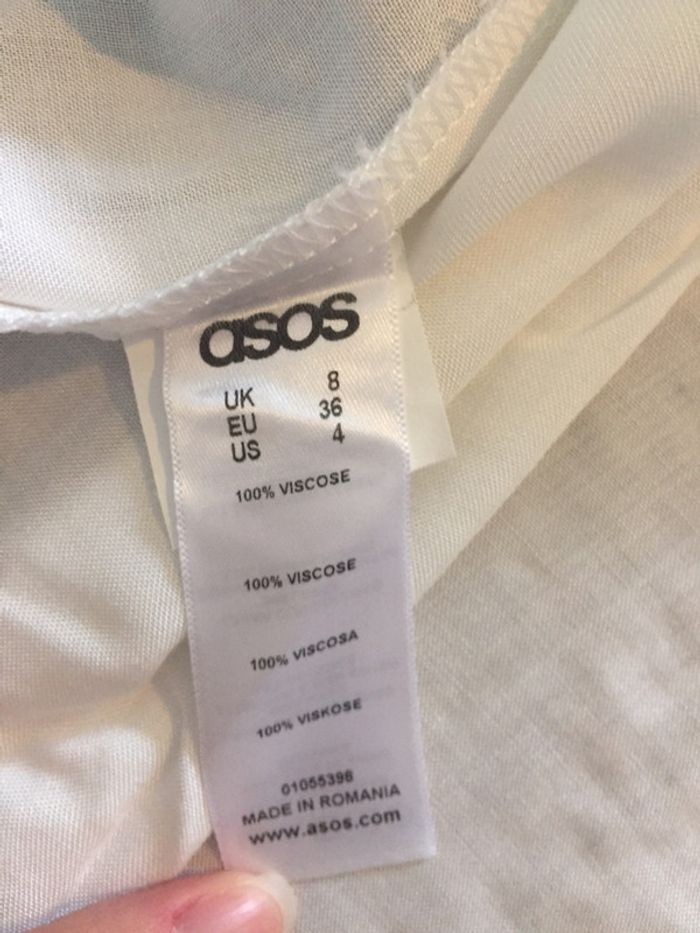 asos
UK 8
EU 36
US 4
100% VISCOSE
100% VISCOSE
100% VISCOSA
100% VISKOSE
01055398
MADE IN ROMANIA
www.asos.com